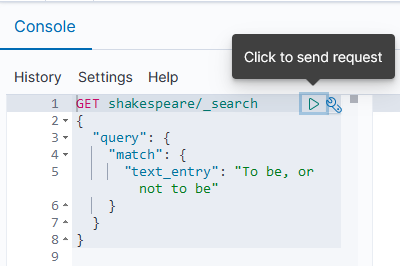 Console
Click to send request
History Settings Help
1 GET shakespeare/_search
2 {
3 "query": {
4 "match": {
5 "text_entry": "To be, or
not to be"
6 }
7 }
8 }
9